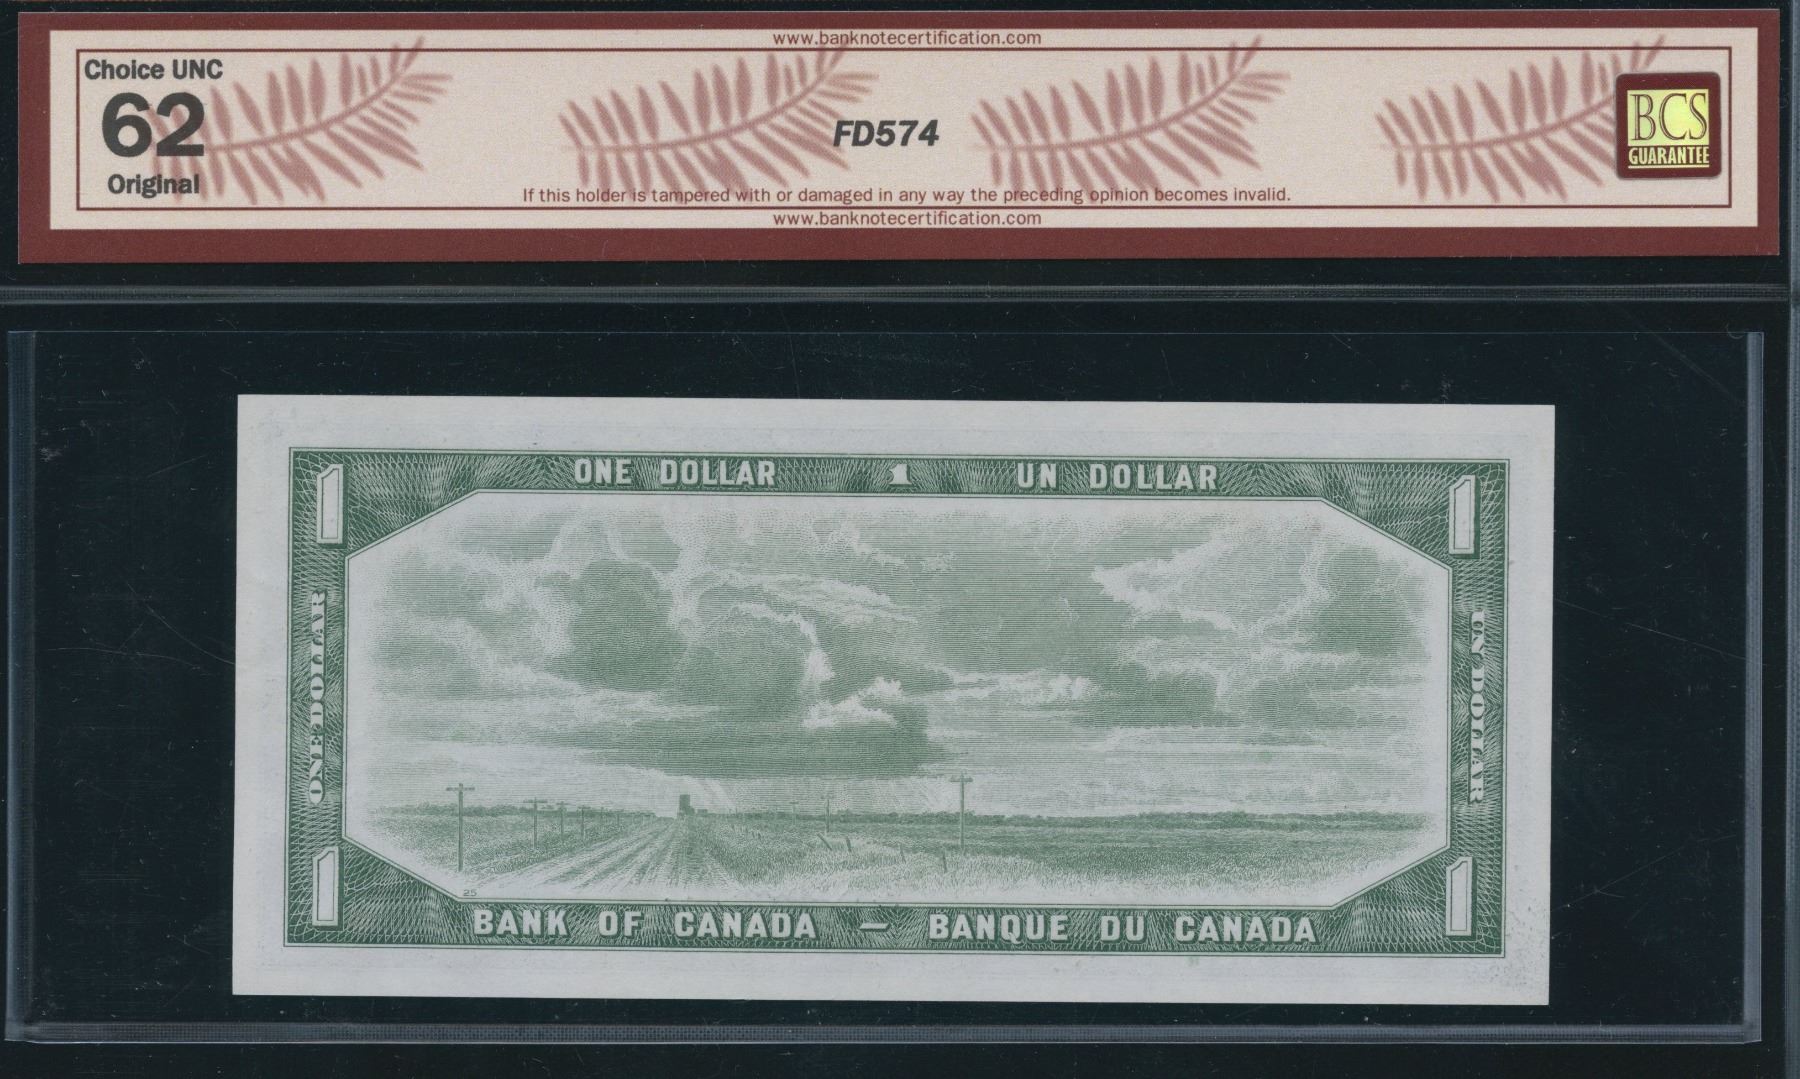 www.banknotecertification.com
Choice UNC
62
Original
FD574
BCS
GUARANTEE
If this holder is tampered with or damaged in any way the preceding opinion becomes invalid.
www.banknotecertification.com
ONE DOLLAR 1 UN DOLLAR
1
1
ONE DOLLAR
UN DOLLAR
25
1
1
BANK OF CANADA — BANQUE DU CANADA